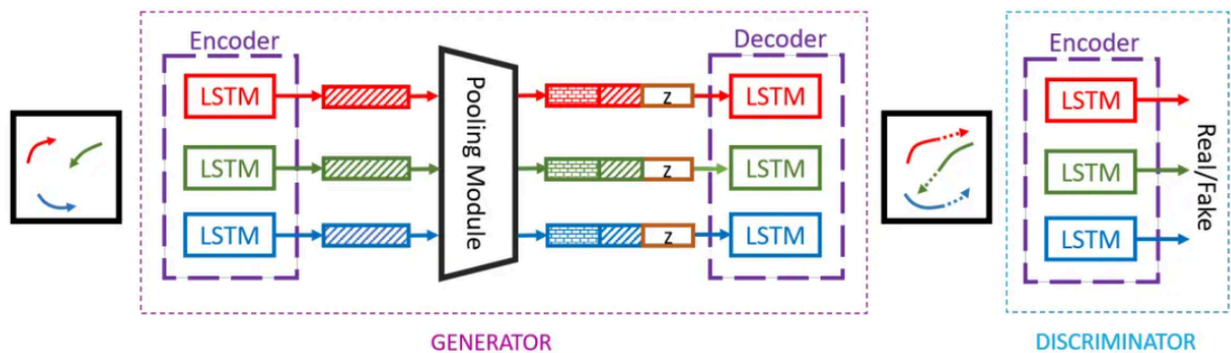 Encoder
LSTM
LSTM
LSTM
Pooling Module
z
z
z
Decoder
LSTM
LSTM
LSTM
GENERATOR
Encoder
LSTM
LSTM
LSTM
Real/Fake
DISCRIMINATOR